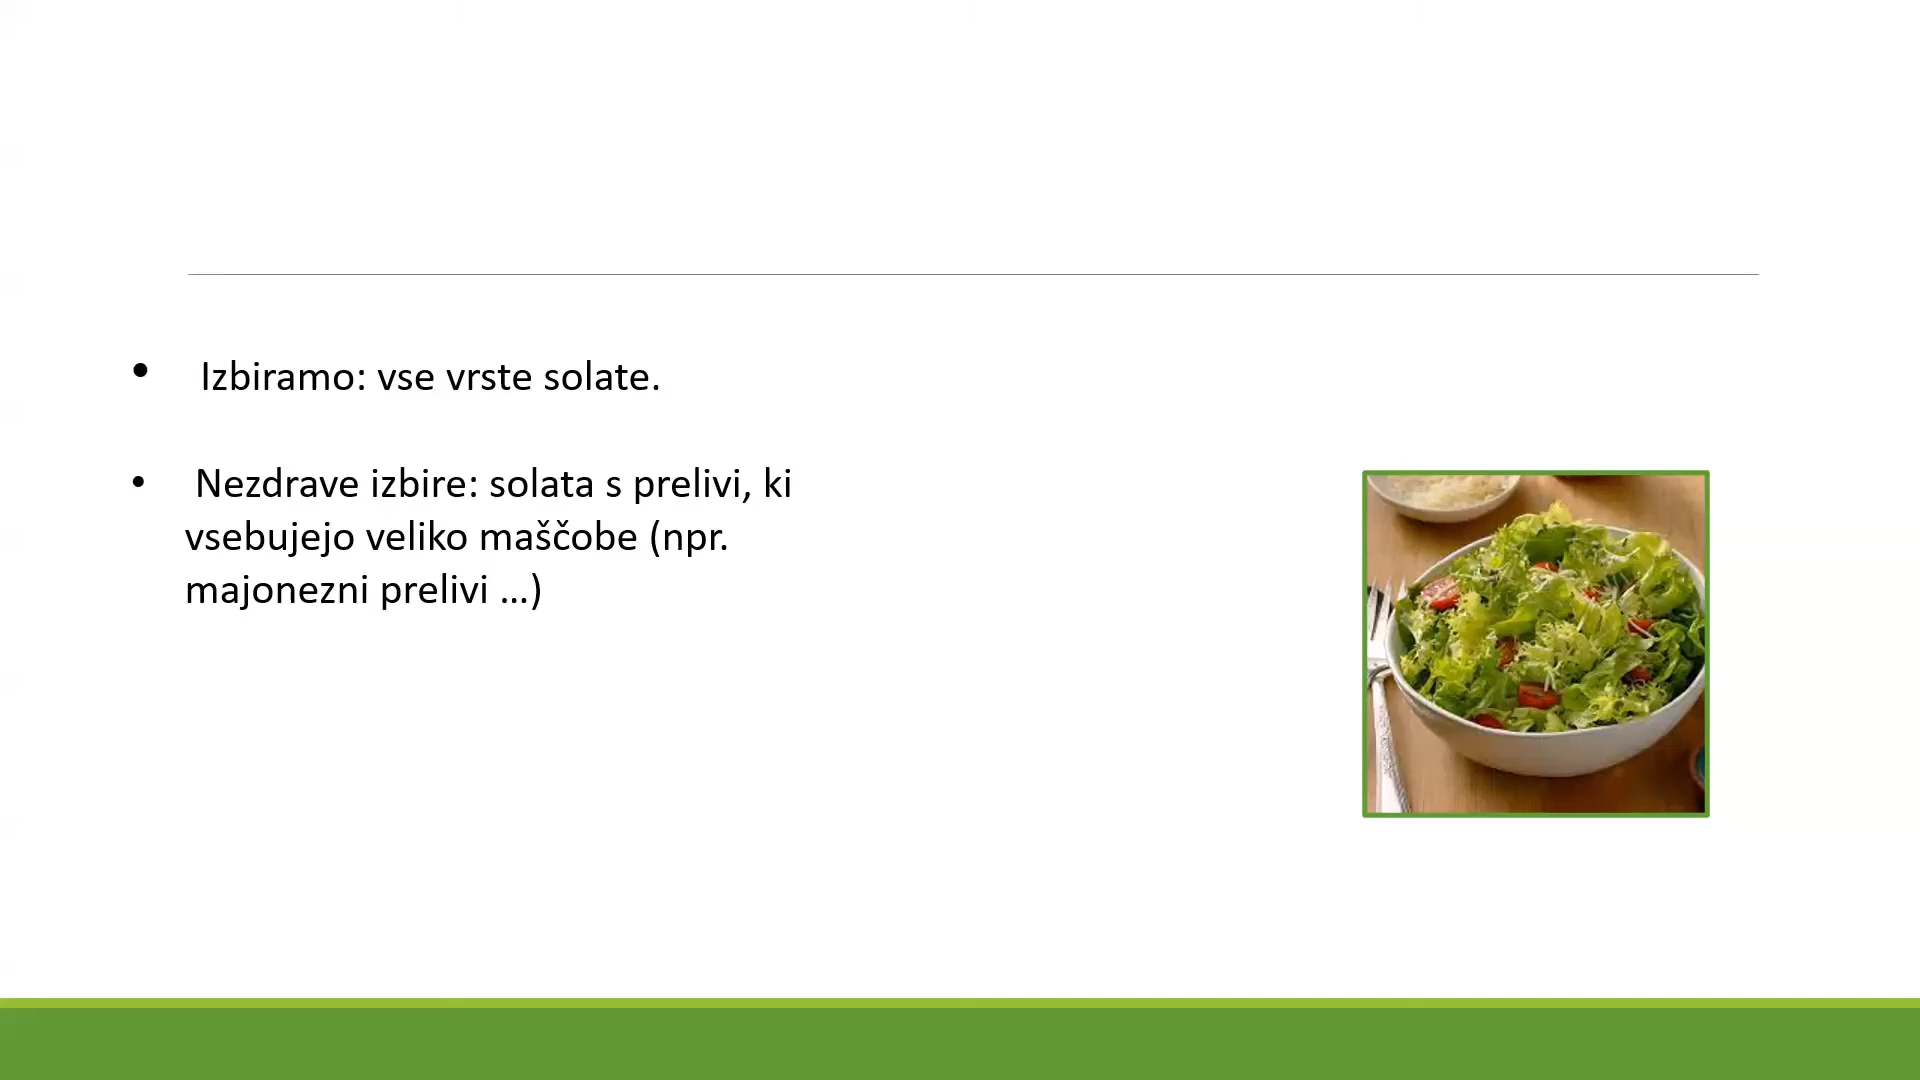 • Izbiramo: vse vrste solate.
• Nezdrave izbire: solata s prelivi, ki
vsebujejo veliko maščobe (npr.
majonezni prelivi ...)